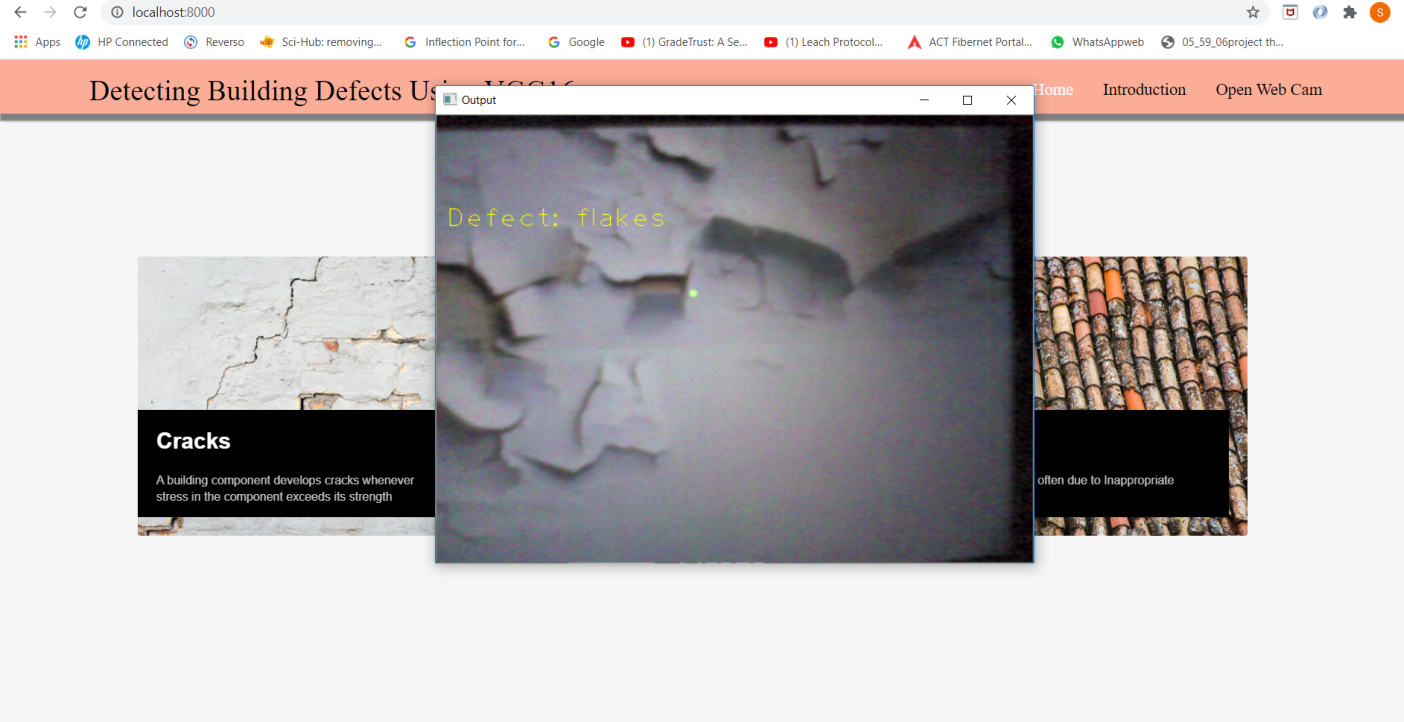 localhost:8000
S
Apps
HP Connected
Reverso
Sci-Hub: removing...
Inflection Point for...
Google
(1) GradeTrust: A Se...
(1) Leach Protocol...
ACT Fibernet Portal...
WhatsAppweb
05_59_06project th...
Detecting Building Defects Using VGG16
Home
Introduction
Open Web Cam
Output
Defect: flakes
Cracks
A building component develops cracks whenever
stress in the component exceeds its strength
often due to Inappropriate